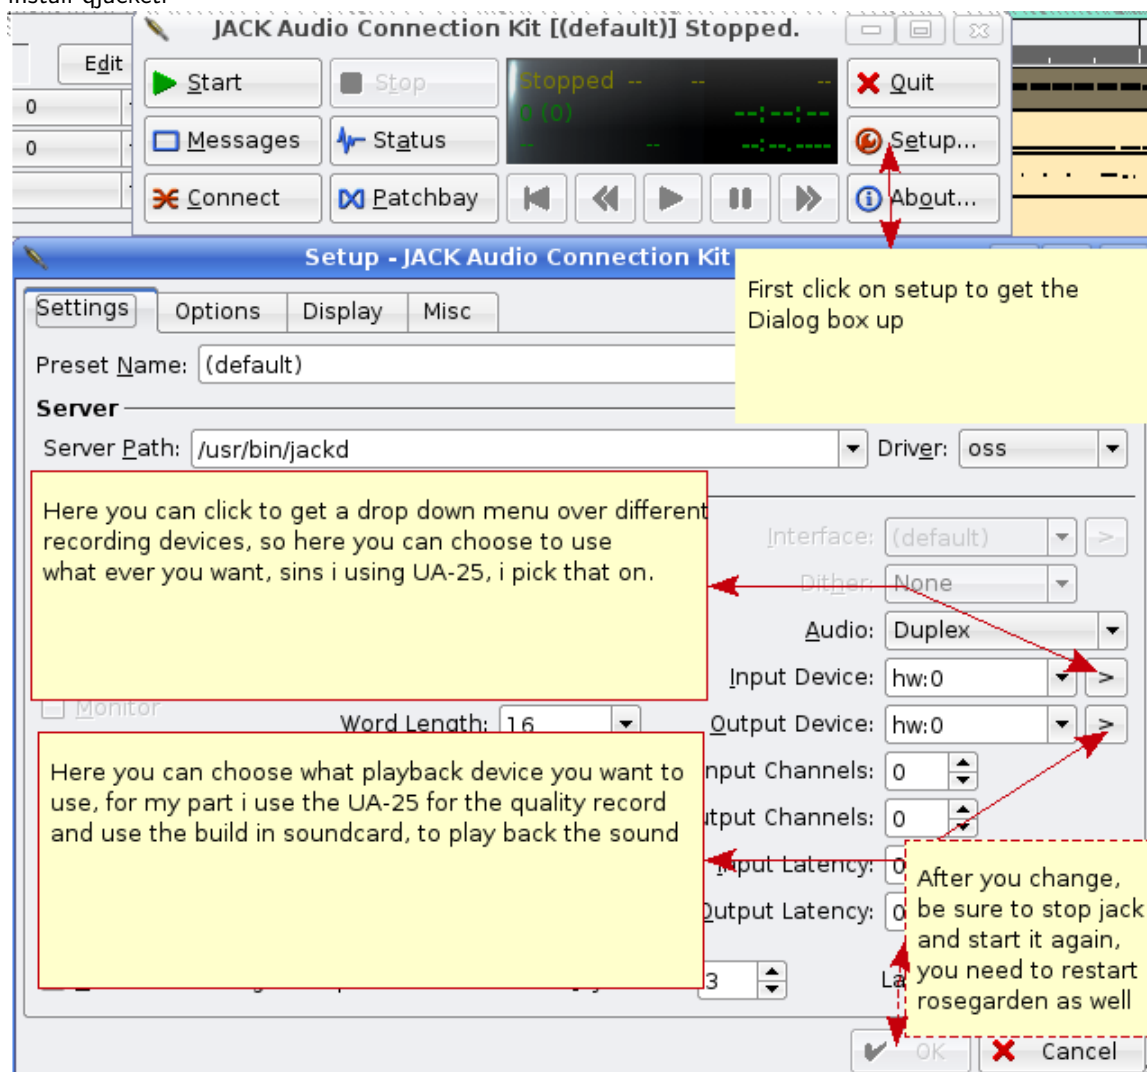 install qjacket.
JACK Audio Connection Kit [(default)] Stopped.
Edit
Start
Stop
Stopped -- -- --
0 (0) --:--:--
-- -- --:--.----
Quit
0
0
Messages
Status
Setup...
Connect
Patchbay
About...
Setup - JACK Audio Connection Kit
First click on setup to get the
Dialog box up
Settings
Options
Display
Misc
Preset Name: (default)
Server
Server Path: /usr/bin/jackd
Driver: oss
Here you can click to get a drop down menu over different
recording devices, so here you can choose to use
what ever you want, sins i using UA-25, i pick that on.
Interface: (default) >
Dither: None
Audio: Duplex
Input Device: hw:0 >
Monitor
Word Length: 16
Output Device: hw:0 >
Here you can choose what playback device you want to
use, for my part i use the UA-25 for the quality record
and use the build in soundcard, to play back the sound
nput Channels: 0
utput Channels: 0
Input Latency: 0
Output Latency: 0
After you change,
be sure to stop jack
and start it again,
you need to restart
rosegarden as well
3
La
OK
Cancel